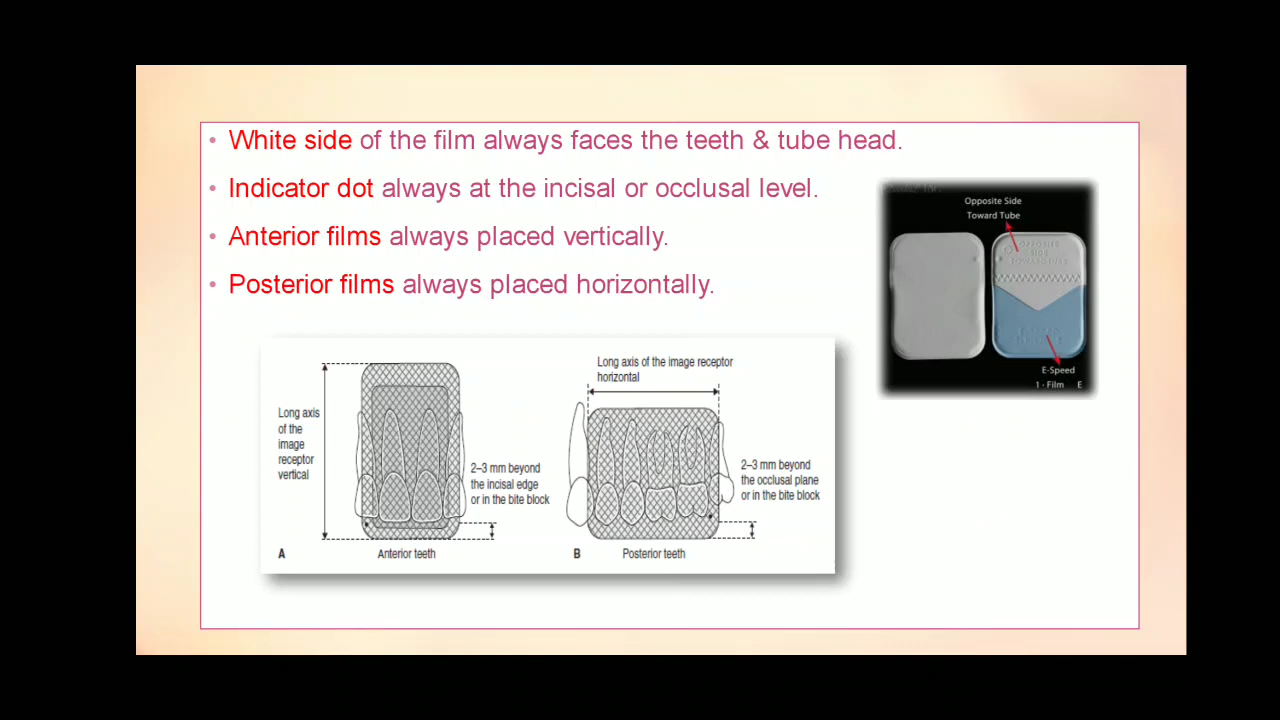 • White side of the film always faces the teeth & tube head.
• Indicator dot always at the incisal or occlusal level.
• Anterior films always placed vertically.
• Posterior films always placed horizontally.
Opposite Side
Toward Tube
OPPOSITE
SIDE
TOWARD TUBE
E-Speed
1 - Film E
Long axis
of the
image
receptor
vertical
2–3 mm beyond
the incisal edge
or in the bite block
A
Anterior teeth
Long axis of the image receptor
horizontal
2–3 mm beyond
the occlusal plane
or in the bite block
B
Posterior teeth